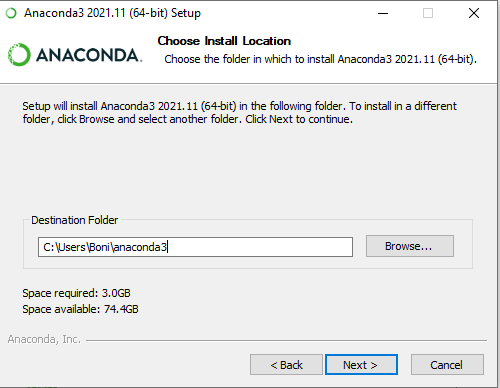 Anaconda3 2021.11 (64-bit) Setup
ANACONDA.
Choose Install Location
Choose the folder in which to install Anaconda3 2021.11 (64-bit).
Setup will install Anaconda3 2021.11 (64-bit) in the following folder. To install in a different
folder, click Browse and select another folder. Click Next to continue.
Destination Folder
C:\Users\Boni\anaconda3
Browse...
Space required: 3.0GB
Space available: 74.4GB
Anaconda, Inc.
< Back
Next >
Cancel